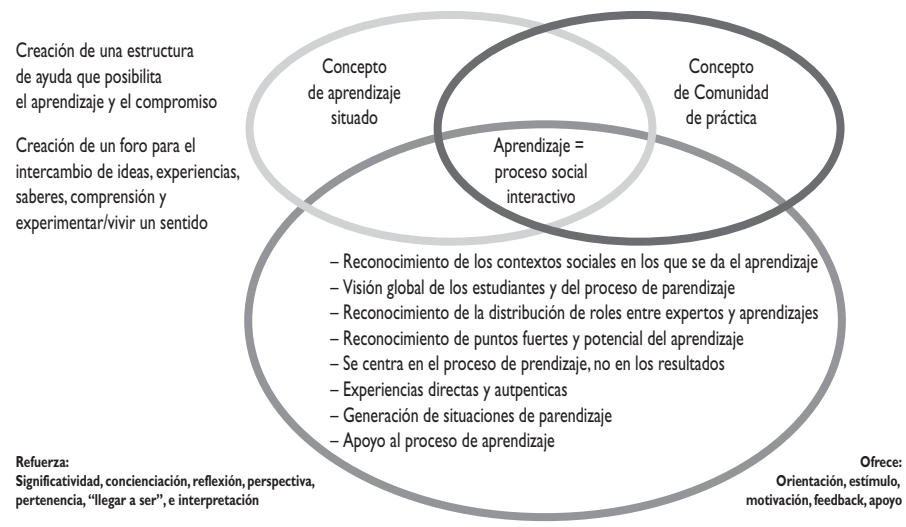 Creación de una estructura
de ayuda que posibilita
el aprendizaje y el compromiso
Creación de un foro para el
intercambio de ideas, experiencias,
saberes, comprensión y
experimentar/vivir un sentido
Concepto
de aprendizaje
situado
Concepto
de Comunidad
de práctica
Aprendizaje =
proceso social
interactivo
– Reconocimiento de los contextos sociales en los que se da el aprendizaje
– Visión global de los estudiantes y del proceso de parendizaje
– Reconocimiento de la distribución de roles entre expertos y aprendizajes
– Reconocimiento de puntos fuertes y potencial del aprendizaje
– Se centra en el proceso de prendizaje, no en los resultados
– Experiencias directas y autpenticas
– Generación de situaciones de parendizaje
– Apoyo al proceso de aprendizaje
Refuerza:
Significatividad, concienciación, reflexión, perspectiva,
pertenencia, “llegar a ser”, e interpretación
Ofrece:
Orientación, estímulo,
motivación, feedback, apoyo